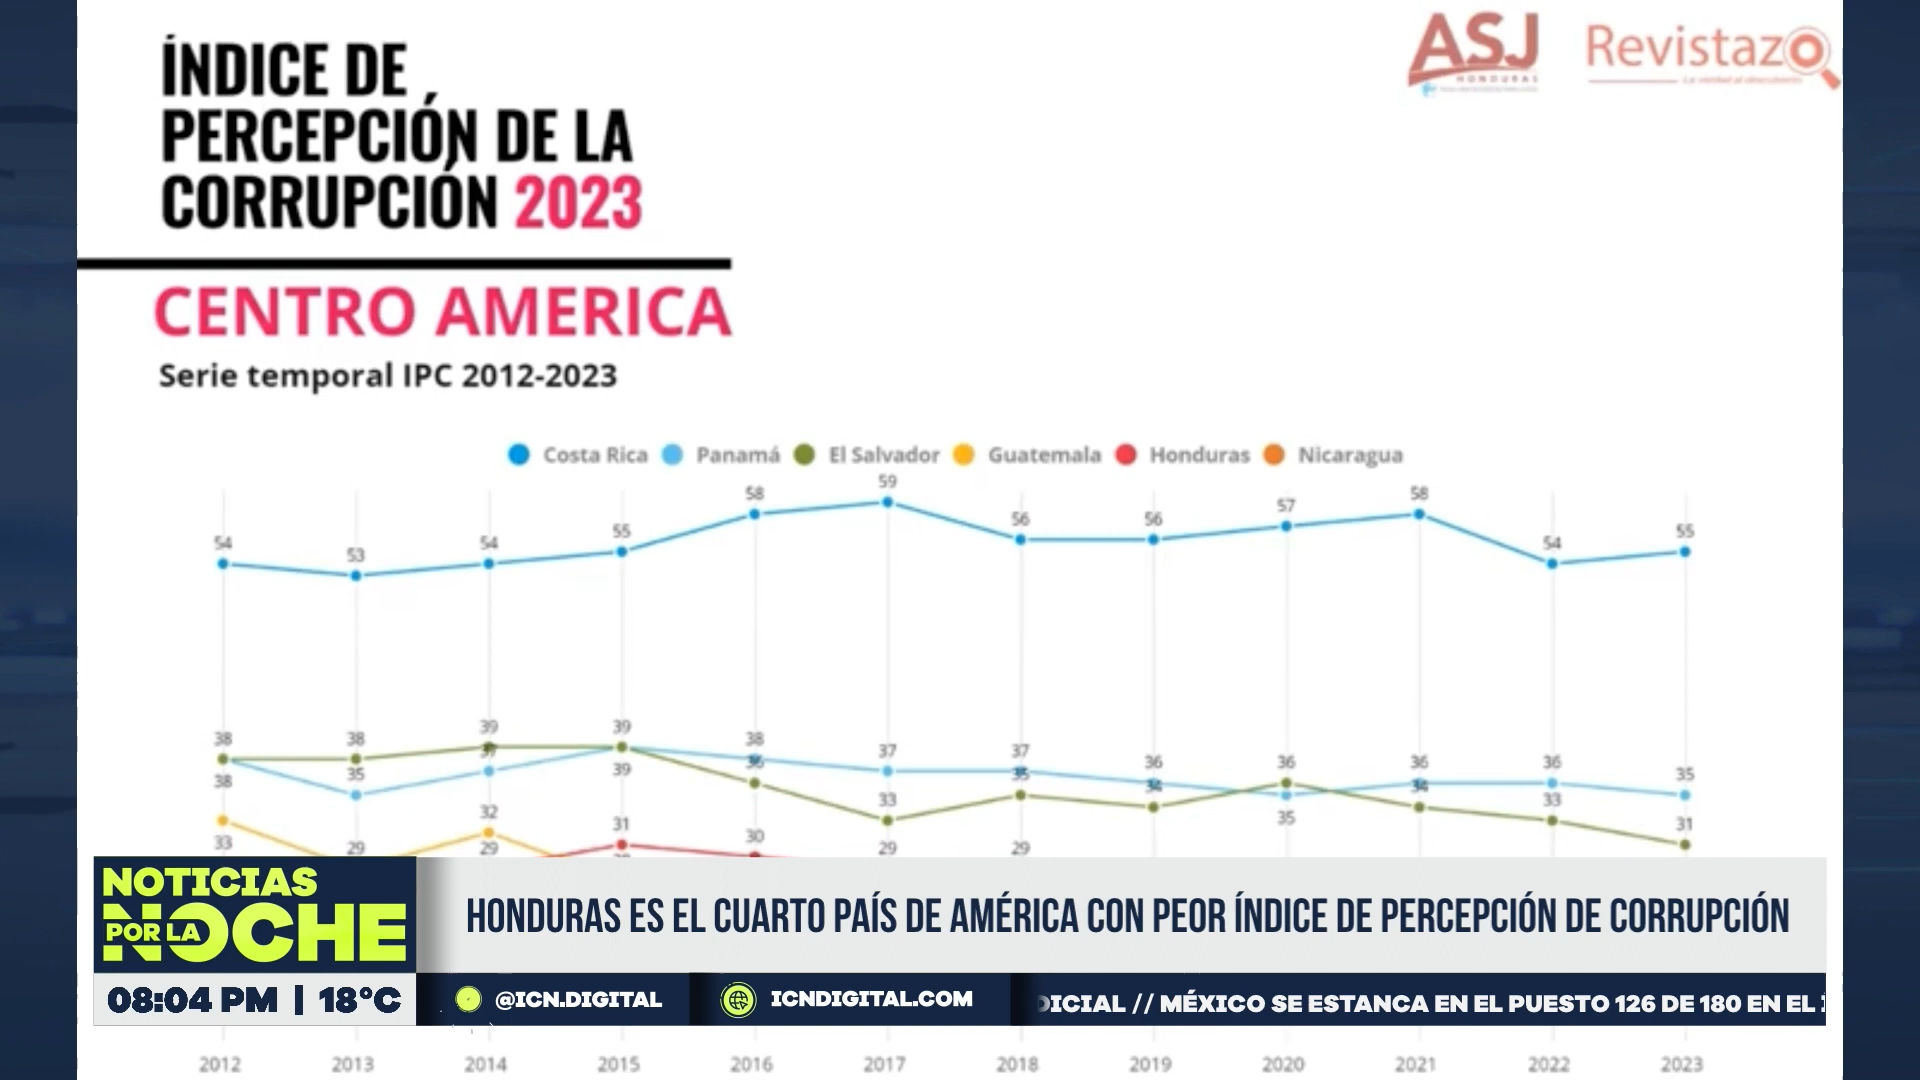 ÍNDICE DE
PERCEPCIÓN DE LA
CORRUPCIÓN 2023
ASJ
HONDURAS
Revistazo
CENTRO AMERICA
Serie temporal IPC 2012-2023
Costa Rica Panamá El Salvador Guatemala Honduras Nicaragua
54 53 54 55 58 59 56 56 57 58 54 55
38 38 39 39 38 37 37 36 36 36 36 35
38 35 37 39 36 33 35 34 35 34 33 31
33 29 32 31 30 29 29
29
NOTICIAS
POR LA NOCHE
HONDURAS ES EL CUARTO PAÍS DE AMÉRICA CON PEOR ÍNDICE DE PERCEPCIÓN DE CORRUPCIÓN
08:04 PM | 18°C
@ICN.DIGITAL
ICNDIGITAL.COM
DICIAL // MÉXICO SE ESTANCA EN EL PUESTO 126 DE 180 EN EL
2012 2013 2014 2015 2016 2017 2018 2019 2020 2021 2022 2023